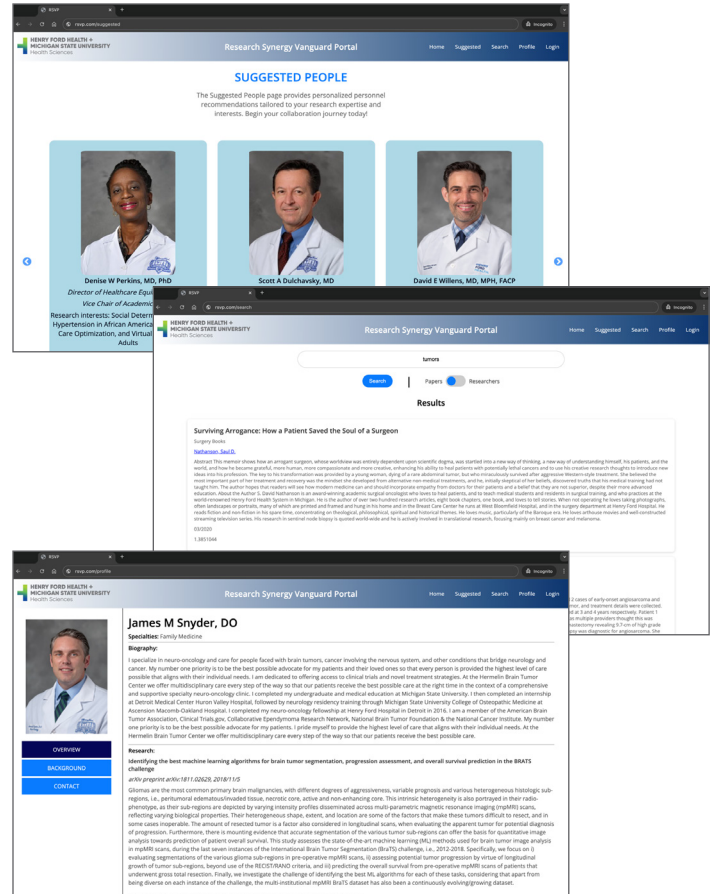 RSVP
rsvp.com/suggested
Incognito
HENRY FORD HEALTH +
MICHIGAN STATE UNIVERSITY
Health Sciences
Research Synergy Vanguard Portal
Home Suggested Search Profile Login
SUGGESTED PEOPLE
The Suggested People page provides personalized personnel
recommendations tailored to your research expertise and
interests. Begin your collaboration journey today!
Denise W Perkins, MD, PhD
Director of Healthcare Equi
Vice Chair of Academic
Research interests: Social Determ
Hypertension in African America
Care Optimization, and Virtual
Adults
Scott A Dulchavsky, MD
David E Willens, MD, MPH, FACP
RSVP
rsvp.com/search
Incognito
HENRY FORD HEALTH +
MICHIGAN STATE UNIVERSITY
Health Sciences
Research Synergy Vanguard Portal
Home Suggested Search Profile Login
tumors
Search | Papers Researchers
Results
Surviving Arrogance: How a Patient Saved the Soul of a Surgeon
Surgery Books
Nathanson, Saul D.
Abstract This memoir shows how an arrogant surgeon, whose worldview was entirely dependent upon scientific dogma, was startled into a new way of thinking, a new way of understanding himself, his patients, and the
world, and how he became grateful, more human, more compassionate and more creative, enhancing his ability to heal patients with potentially lethal cancers and to use his creative research thoughts to introduce new
ideas into his profession. The key to his transformation was provided by a young woman, dying of a rare abdominal tumor, but who miraculously survived after aggressive Western-style treatment. She believed the
most important part of her treatment and recovery was the mindset she developed from alternative non-medical treatments, and he, initially skeptical of her beliefs, discovered truths that his medical training had not
taught him. The author hopes that readers will see how modern medicine can and should incorporate empathy from doctors for their patients and a belief that they are not superior, despite their more advanced
education. About the Author S. David Nathanson is an award-winning academic surgical oncologist who loves to heal patients, and to teach medical students and residents in surgical training, and who practices at the
world-renowned Henry Ford Health System in Michigan. He is the author of over two hundred research articles, eight book chapters, one book, and loves to tell stories. When not operating he loves taking photographs,
often landscapes or portraits, many of which are printed and framed and hung in his home and in the Breast Care Center he runs at West Bloomfield Hospital, and in the surgery department at Henry Ford Hospital. He
reads fiction and non-fiction in his spare time, concentrating on theological, philosophical, spiritual and historical themes. He loves music, particularly of the Baroque era. He loves arthouse movies and well-constructed
streaming television series. His research in sentinel node biopsy is quoted world-wide and he is actively involved in translational research, focusing mainly on breast cancer and melanoma.
03/2020
1.3851044
2 cases of early-onset angiosarcoma and
mor, and treatment details were collected.
d at 5 and 4 years respectively. Patient 1
as multiple providers thought this was
astectomy revealing 9.7-cm of high grade
psy was diagnostic for angiosarcoma. She
RSVP
rsvp.com/profile
Incognito
HENRY FORD HEALTH +
MICHIGAN STATE UNIVERSITY
Health Sciences
Research Synergy Vanguard Portal
Home Suggested Search Profile Login
OVERVIEW
BACKGROUND
CONTACT
James M Snyder, DO
Specialties: Family Medicine
Biography:
I specialize in neuro-oncology and care for people faced with brain tumors, cancer involving the nervous system, and other conditions that bridge neurology and
cancer. My number one priority is to be the best possible advocate for my patients and their loved ones so that every person is provided the highest level of care
possible that aligns with their individual needs. I am dedicated to offering access to clinical trials and novel treatment strategies. At the Hermelin Brain Tumor
Center we offer multidisciplinary care every step of the way so that our patients receive the best possible care at the right time in the context of a comprehensive
and supportive specialty neuro-oncology clinic. I completed my undergraduate and medical education at Michigan State University. I then completed an internship
at Detroit Medical Center Huron Valley Hospital, followed by neurology residency training through Michigan State University College of Osteopathic Medicine at
Ascension Macomb-Oakland Hospital. I completed my neuro-oncology fellowship at Henry Ford Hospital in Detroit in 2016. I am a member of the American Brain
Tumor Association, Clinical Trials.gov, Collaborative Ependymoma Research Network, National Brain Tumor Foundation & the National Cancer Institute. My number
one priority is to be the best possible advocate for my patients. I pride myself to provide the highest level of care that aligns with their individual needs. At the
Hermelin Brain Tumor Center we offer multidisciplinary care every step of the way so that our patients receive the best possible care.
Research:
Identifying the best machine learning algorithms for brain tumor segmentation, progression assessment, and overall survival prediction in the BRATS
challenge
arXiv preprint arXiv:1811.02629, 2018/11/5
Gliomas are the most common primary brain malignancies, with different degrees of aggressiveness, variable prognosis and various heterogeneous histologic sub-
regions, i.e., peritumoral edematous/invaded tissue, necrotic core, active and non-enhancing core. This intrinsic heterogeneity is also portrayed in their radio-
phenotype, as their sub-regions are depicted by varying intensity profiles disseminated across multi-parametric magnetic resonance imaging (mpMRI) scans,
reflecting varying biological properties. Their heterogeneous shape, extent, and location are some of the factors that make these tumors difficult to resect, and in
some cases inoperable. The amount of resected tumor is a factor also considered in longitudinal scans, when evaluating the apparent tumor for potential diagnosis
of progression. Furthermore, there is mounting evidence that accurate segmentation of the various tumor sub-regions can offer the basis for quantitative image
analysis towards prediction of patient overall survival. This study assesses the state-of-the-art machine learning (ML) methods used for brain tumor image analysis
in mpMRI scans, during the last seven instances of the International Brain Tumor Segmentation (BraTS) challenge, i.e., 2012-2018. Specifically, we focus on i)
evaluating segmentations of the various glioma sub-regions in pre-operative mpMRI scans, ii) assessing potential tumor progression by virtue of longitudinal
growth of tumor sub-regions, beyond use of the RECIST/RANO criteria, and iii) predicting the overall survival from pre-operative mpMRI scans of patients that
underwent gross total resection. Finally, we investigate the challenge of identifying the best ML algorithms for each of these tasks, considering that apart from
being diverse on each instance of the challenge, the multi-institutional mpMRI BraTS dataset has also been a continuously evolving/growing dataset.